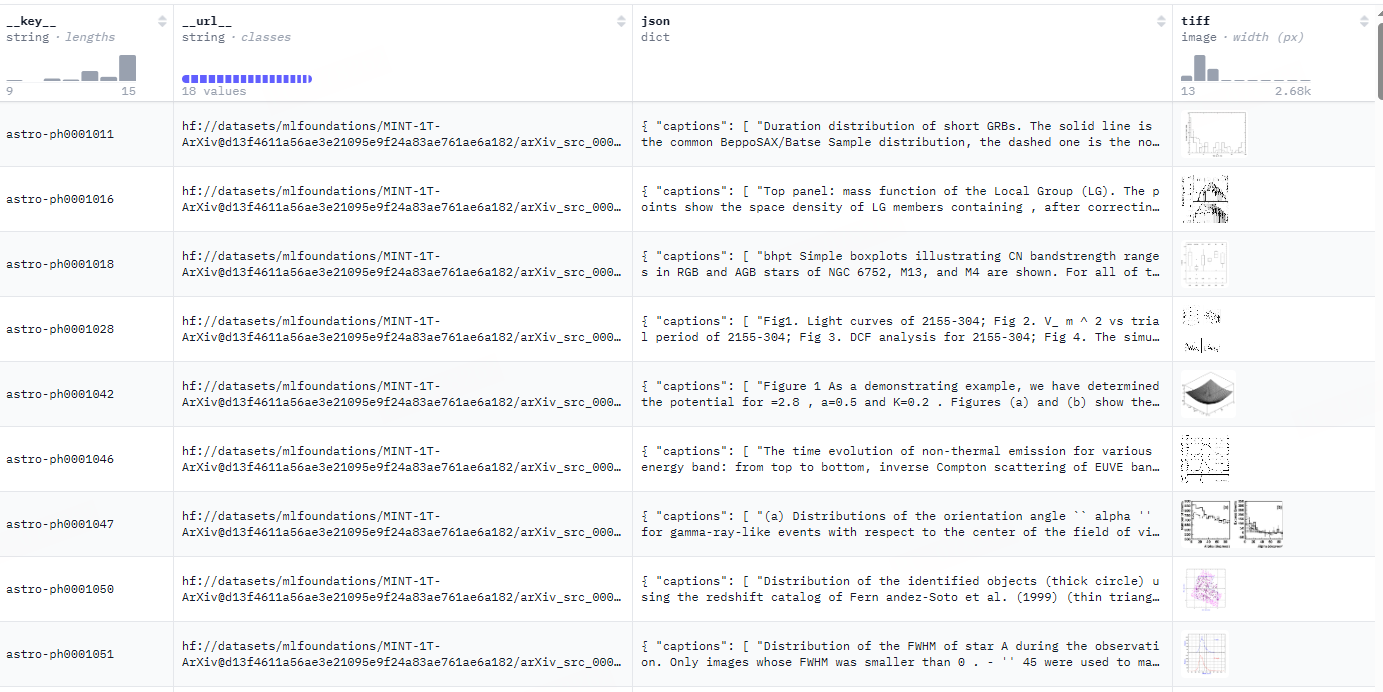 __key__
string · lengths
9 15
__url__
string · classes
18 values
json
dict
tiff
image · width (px)
13 2.68k
astro-ph0001011
hf://datasets/mlfoundations/MINT-1T-
ArXiv@d13f4611a56ae3e21095e9f24a83ae761ae6a182/arXiv_src_000…
{ "captions": [ "Duration distribution of short GRBs. The solid line is
the common BeppoSAX/Batse Sample distribution, the dashed one is the no…
astro-ph0001016
hf://datasets/mlfoundations/MINT-1T-
ArXiv@d13f4611a56ae3e21095e9f24a83ae761ae6a182/arXiv_src_000…
{ "captions": [ "Top panel: mass function of the Local Group (LG). The p
oints show the space density of LG members containing , after correctin…
astro-ph0001018
hf://datasets/mlfoundations/MINT-1T-
ArXiv@d13f4611a56ae3e21095e9f24a83ae761ae6a182/arXiv_src_000…
{ "captions": [ "bhpt Simple boxplots illustrating CN bandstrength range
s in RGB and AGB stars of NGC 6752, M13, and M4 are shown. For all of t…
astro-ph0001028
hf://datasets/mlfoundations/MINT-1T-
ArXiv@d13f4611a56ae3e21095e9f24a83ae761ae6a182/arXiv_src_000…
{ "captions": [ "Fig1. Light curves of 2155-304; Fig 2. V_ m ^ 2 vs tria
l period of 2155-304; Fig 3. DCF analysis for 2155-304; Fig 4. The simu…
astro-ph0001042
hf://datasets/mlfoundations/MINT-1T-
ArXiv@d13f4611a56ae3e21095e9f24a83ae761ae6a182/arXiv_src_000…
{ "captions": [ "Figure 1 As a demonstrating example, we have determined
the potential for =2.8 , a=0.5 and K=0.2 . Figures (a) and (b) show the…
astro-ph0001046
hf://datasets/mlfoundations/MINT-1T-
ArXiv@d13f4611a56ae3e21095e9f24a83ae761ae6a182/arXiv_src_000…
{ "captions": [ "The time evolution of non-thermal emission for various
energy band: from top to bottom, inverse Compton scattering of EUVE ban…
astro-ph0001047
hf://datasets/mlfoundations/MINT-1T-
ArXiv@d13f4611a56ae3e21095e9f24a83ae761ae6a182/arXiv_src_000…
{ "captions": [ "(a) Distributions of the orientation angle `` alpha ''
for gamma-ray-like events with respect to the center of the field of vi…
astro-ph0001050
hf://datasets/mlfoundations/MINT-1T-
ArXiv@d13f4611a56ae3e21095e9f24a83ae761ae6a182/arXiv_src_000…
{ "captions": [ "Distribution of the identified objects (thick circle) u
sing the redshift catalog of Fern andez-Soto et al. (1999) (thin triang…
astro-ph0001051
hf://datasets/mlfoundations/MINT-1T-
ArXiv@d13f4611a56ae3e21095e9f24a83ae761ae6a182/arXiv_src_000…
{ "captions": [ "Distribution of the FWHM of star A during the observati
on. Only images whose FWHM was smaller than 0 . - '' 45 were used to ma…